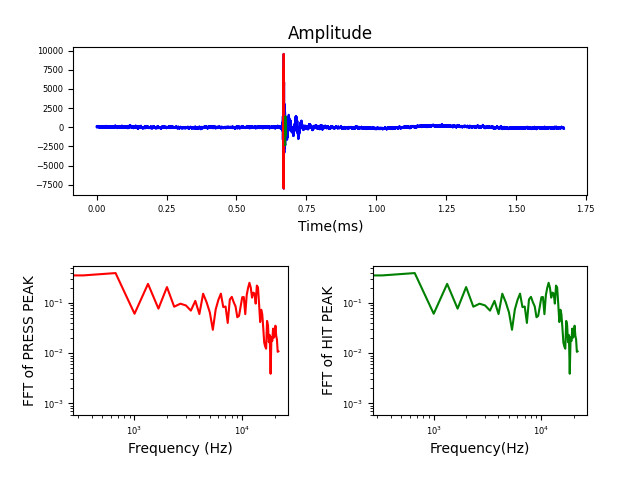 Amplitude
10000
7500
5000
2500
0
−2500
−5000
−7500
0.00 0.25 0.50 0.75 1.00 1.25 1.50 1.75
Time(ms)
FFT of PRESS PEAK
10⁻¹
10⁻²
10⁻³
10³ 10⁴
Frequency (Hz)
FFT of HIT PEAK
10⁻¹
10⁻²
10⁻³
10³ 10⁴
Frequency(Hz)